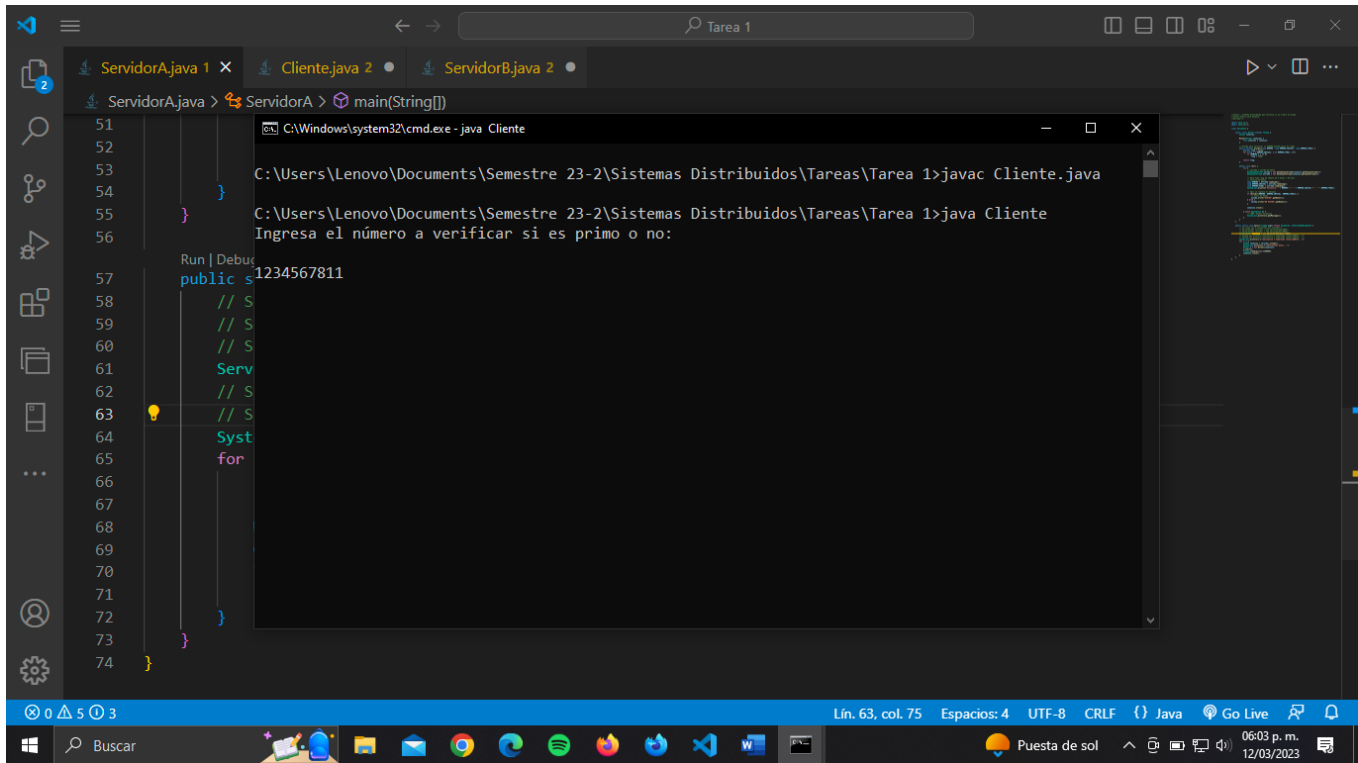 Tarea 1
ServidorA.java 1
Cliente.java 2
ServidorB.java 2
ServidorA.java > ServidorA > main(String[])
C:\Windows\system32\cmd.exe - java Cliente
C:\Users\Lenovo\Documents\Semestre 23-2\Sistemas Distribuidos\Tareas\Tarea 1>javac Cliente.java
C:\Users\Lenovo\Documents\Semestre 23-2\Sistemas Distribuidos\Tareas\Tarea 1>java Cliente
Ingresa el número a verificar si es primo o no:
1234567811
2
51
52
53
54 }
55 }
56
Run | Debug
57 public s
58 // S
59 // S
60 // S
61 Serv
62 // S
63 // S
64 Syst
65 for
66
67
68
69
70
71
72 }
73 }
74 }
0 5 3
Lín. 63, col. 75 Espacios: 4 UTF-8 CRLF {} Java Go Live
Buscar
Puesta de sol
06:03 p. m.
12/03/2023